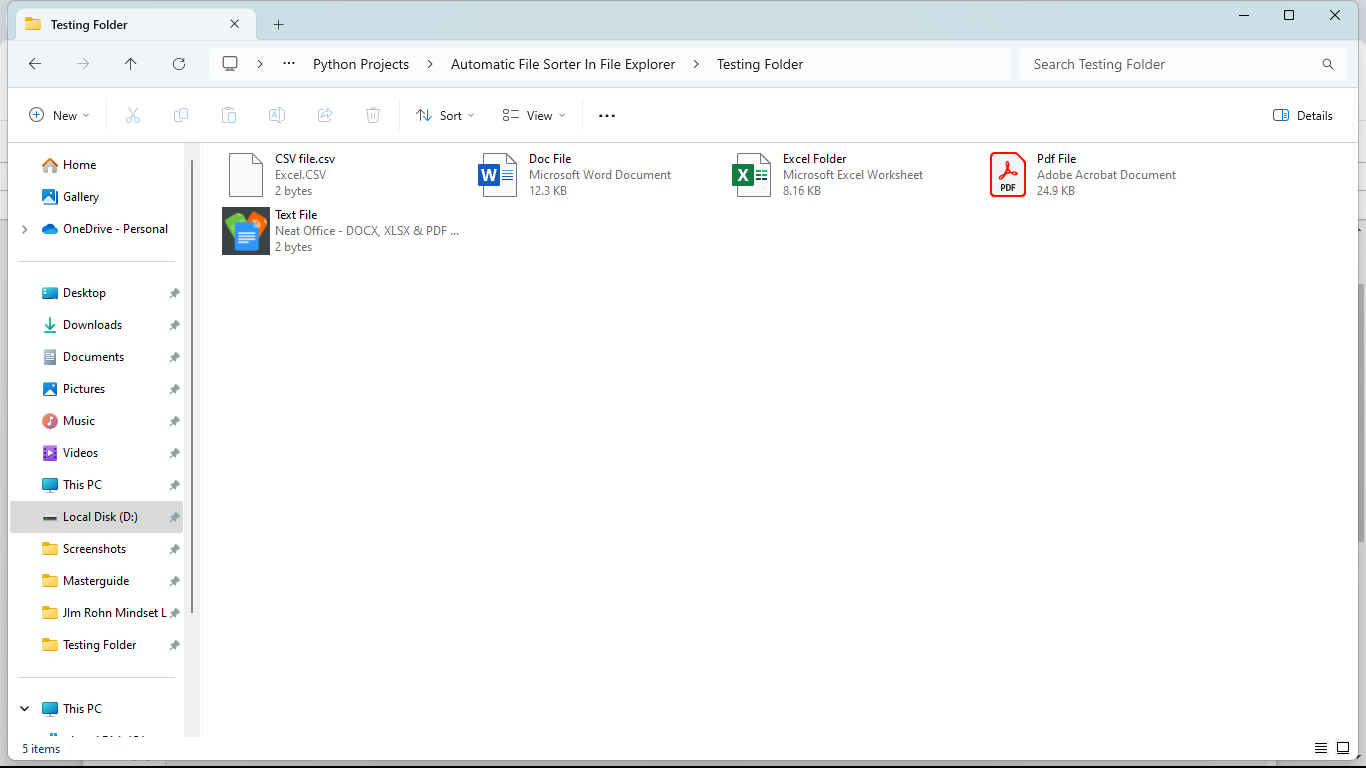 Testing Folder
Python Projects
Automatic File Sorter In File Explorer
Testing Folder
Search Testing Folder
New
Sort
View
Details
Home
Gallery
OneDrive - Personal
Desktop
Downloads
Documents
Pictures
Music
Videos
This PC
Local Disk (D:)
Screenshots
Masterguide
JIm Rohn Mindset L
Testing Folder
This PC
CSV file.csv
Excel.CSV
2 bytes
Doc File
Microsoft Word Document
12.3 KB
W
Excel Folder
Microsoft Excel Worksheet
8.16 KB
X
Pdf File
Adobe Acrobat Document
24.9 KB
PDF
Text File
Neat Office - DOCX, XLSX & PDF ...
2 bytes
5 items